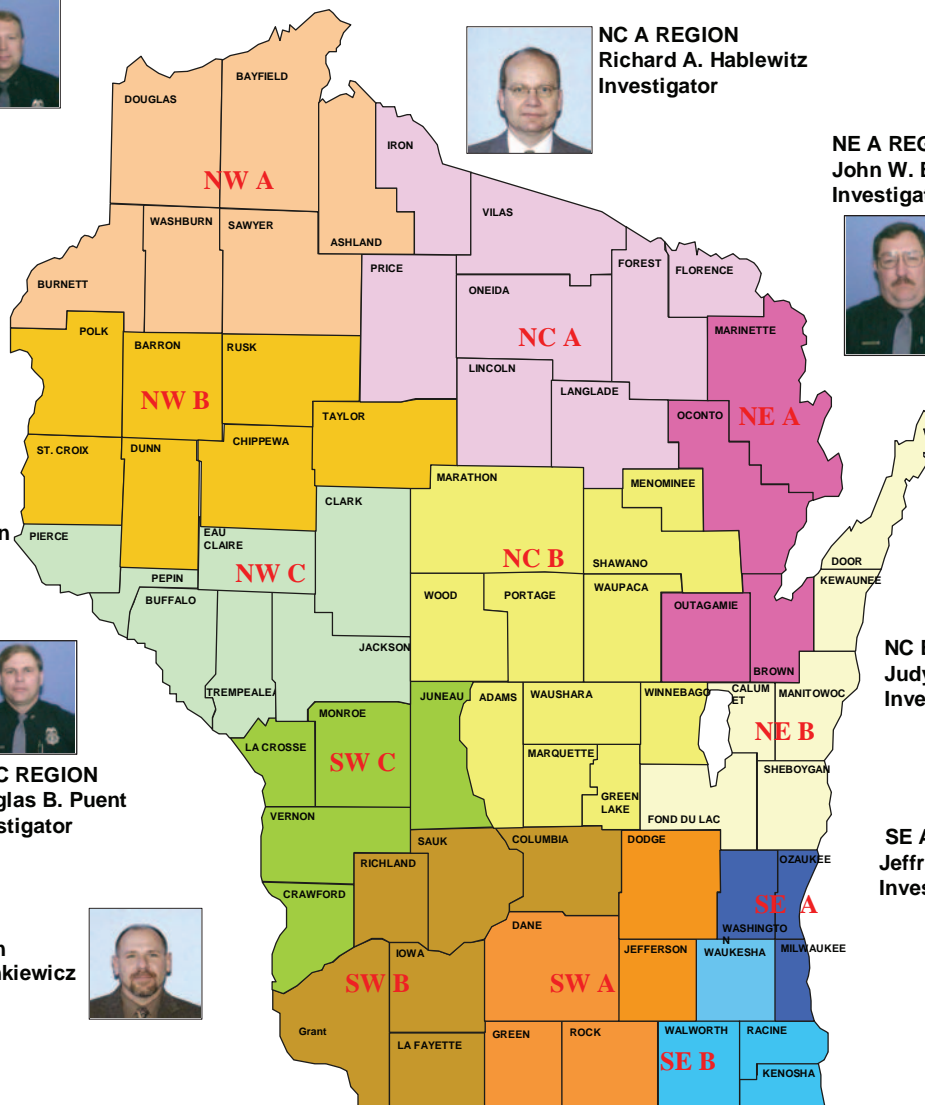 NC A REGION
Richard A. Hablewitz
Investigator
NE A REG
John W.
Investiga
BAYFIELD
DOUGLAS
IRON
NW A
VILAS
WASHBURN
SAWYER
ASHLAND
PRICE
FOREST
FLORENCE
BURNETT
ONEIDA
POLK
BARRON
RUSK
NC A
MARINETTE
LINCOLN
LANGLADE
NW B
TAYLOR
OCONTO
NE A
ST. CROIX
DUNN
CHIPPEWA
MARATHON
MENOMINEE
CLARK
n
PIERCE
EAU
CLAIRE
NW C
NC B
SHAWANO
DOOR
PEPIN
KEWAUNEE
BUFFALO
WOOD
PORTAGE
WAUPACA
OUTAGAMIE
JACKSON
BROWN
NC
Judy
Inve
TREMPEALEA
JUNEAU
ADAMS
WAUSHARA
WINNEBAGO
CALUM
ET
MANITOWOC
MONROE
LA CROSSE
SW C
NE B
MARQUETTE
SHEBOYGAN
C REGION
glas B. Puent
stigator
GREEN
LAKE
VERNON
FOND DU LAC
SAUK
COLUMBIA
DODGE
RICHLAND
OZAUKEE
SE A
Jeffr
Inves
CRAWFORD
SE A
DANE
WASHINGTO
N
IOWA
JEFFERSON
WAUKESHA
MILWAUKEE
n
nkiewicz
SW B
SW A
Grant
LA FAYETTE
GREEN
ROCK
WALWORTH
RACINE
SE B
KENOSHA